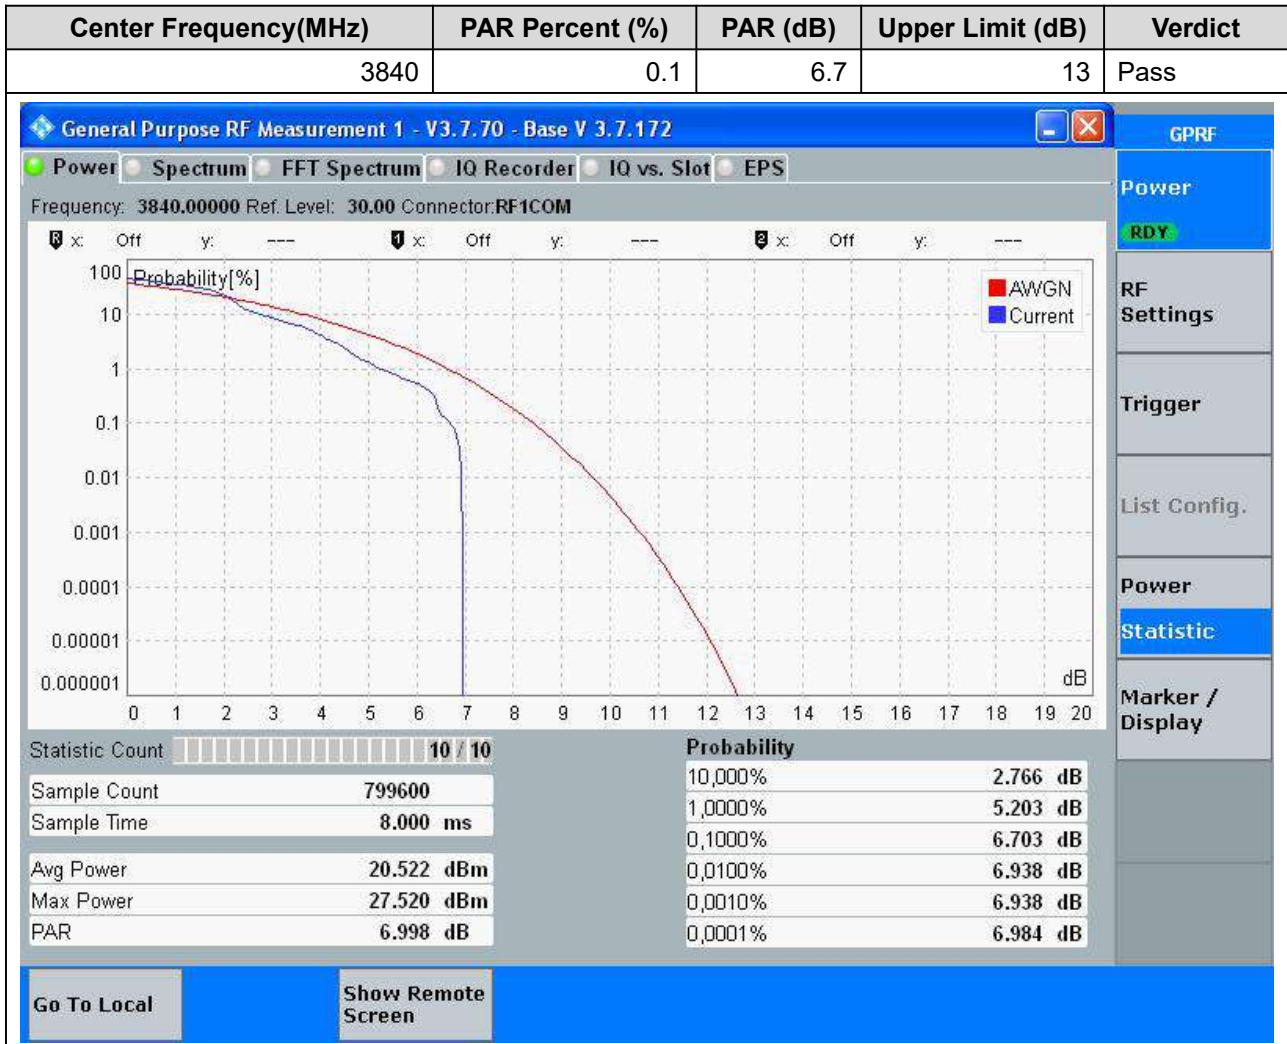 Center Frequency(MHz) PAR Percent (%) PAR (dB) Upper Limit (dB) Verdict
3840 0.1 6.7 13 Pass
General Purpose RF Measurement 1 - V3.7.70 - Base V 3.7.172
GPRF
Power Spectrum FFT Spectrum IQ Recorder IQ vs. Slot EPS
Power
RDY
Frequency: 3840.00000 Ref. Level: 30.00 Connector:RF1COM
R x: Off y: --- 1 x: Off y: --- 2 x: Off y: ---
Probability[%]
AWGN
Current
100
10
1
0.1
0.01
0.001
0.0001
0.00001
0.000001
dB
0 1 2 3 4 5 6 7 8 9 10 11 12 13 14 15 16 17 18 19 20
RF
Settings
Trigger
List Config.
Power
Statistic
Marker /
Display
Statistic Count 10 / 10
Sample Count 799600
Sample Time 8.000 ms
Avg Power 20.522 dBm
Max Power 27.520 dBm
PAR 6.998 dB
Probability
10,000% 2.766 dB
1,0000% 5.203 dB
0,1000% 6.703 dB
0,0100% 6.938 dB
0,0010% 6.938 dB
0,0001% 6.984 dB
Go To Local
Show Remote
Screen